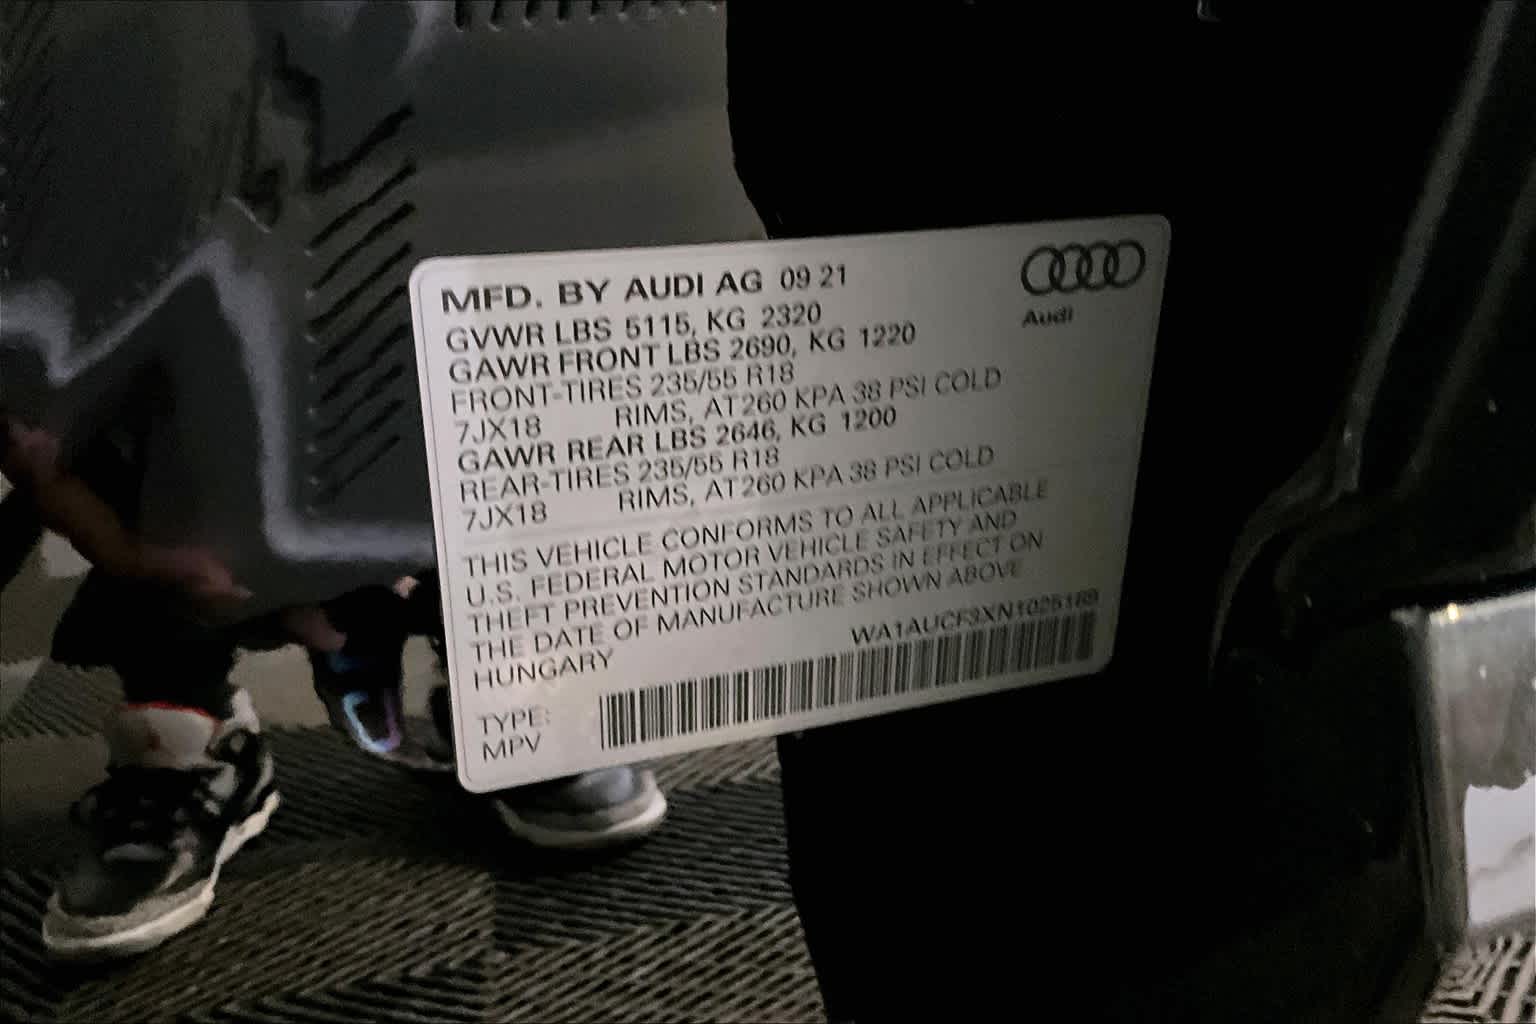 MFD. BY AUDI AG 09 21
Audi
GVWR LBS 5115, KG 2320
GAWR FRONT LBS 2690, KG 1220
FRONT-TIRES 235/55 R18
7JX18 RIMS, AT260 KPA 38 PSI COLD
GAWR REAR LBS 2646, KG 1200
REAR-TIRES 235/55 R18
7JX18 RIMS, AT260 KPA 38 PSI COLD
THIS VEHICLE CONFORMS TO ALL APPLICABLE
U.S. FEDERAL MOTOR VEHICLE SAFETY AND
THEFT PREVENTION STANDARDS IN EFFECT ON
THE DATE OF MANUFACTURE SHOWN ABOVE
HUNGARY
TYPE:
MPV